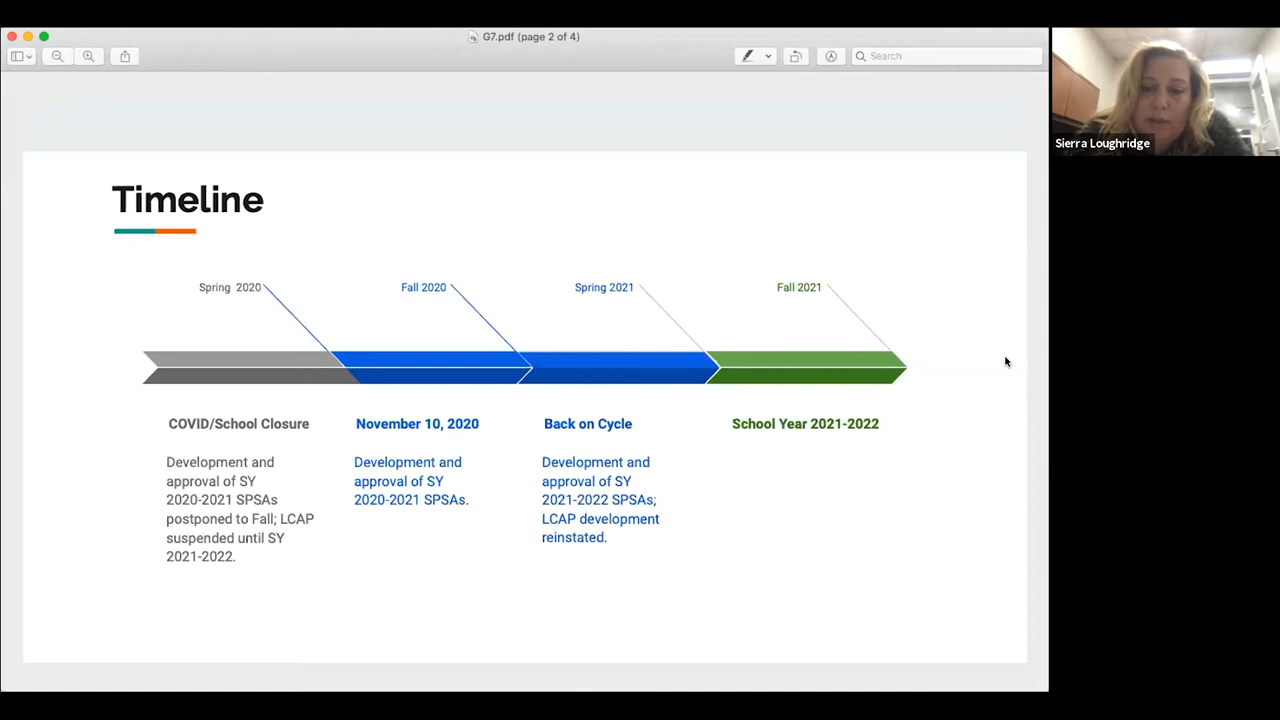 G7.pdf (page 2 of 4)
Search
Sierra Loughridge
Timeline
Spring 2020
Fall 2020
Spring 2021
Fall 2021
COVID/School Closure
Development and
approval of SY
2020-2021 SPSAs
postponed to Fall; LCAP
suspended until SY
2021-2022.
November 10, 2020
Development and
approval of SY
2020-2021 SPSAs.
Back on Cycle
Development and
approval of SY
2021-2022 SPSAs;
LCAP development
reinstated.
School Year 2021-2022